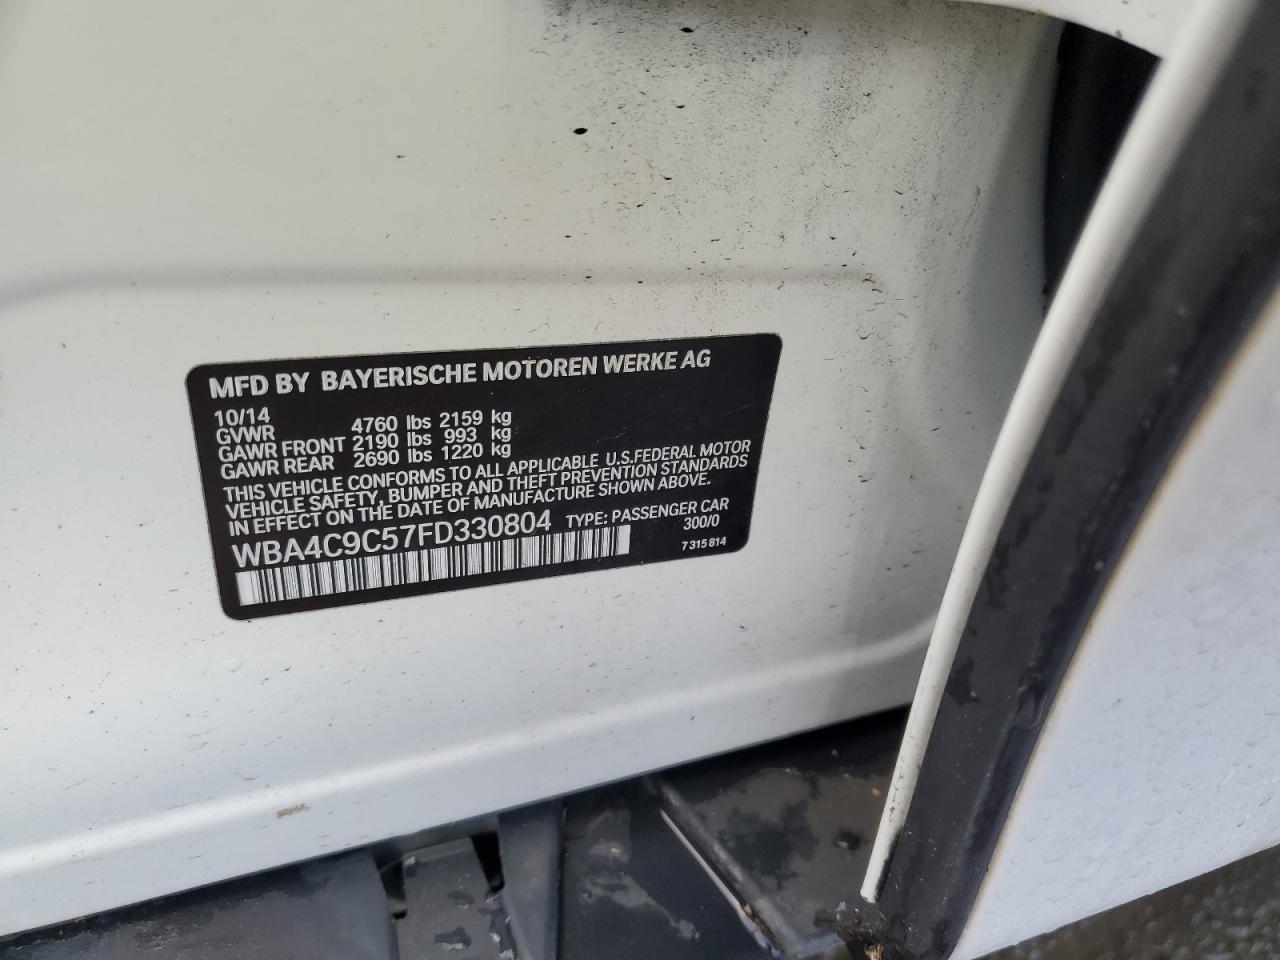 MFD BY BAYERISCHE MOTOREN WERKE AG
10/14
GVWR 4760 lbs 2159 kg
GAWR FRONT 2190 lbs 993 kg
GAWR REAR 2690 lbs 1220 kg
THIS VEHICLE CONFORMS TO ALL APPLICABLE U.S.FEDERAL MOTOR
VEHICLE SAFETY, BUMPER AND THEFT PREVENTION STANDARDS
IN EFFECT ON THE DATE OF MANUFACTURE SHOWN ABOVE.
WBA4C9C57FD330804 TYPE: PASSENGER CAR
300/0
7 315 814